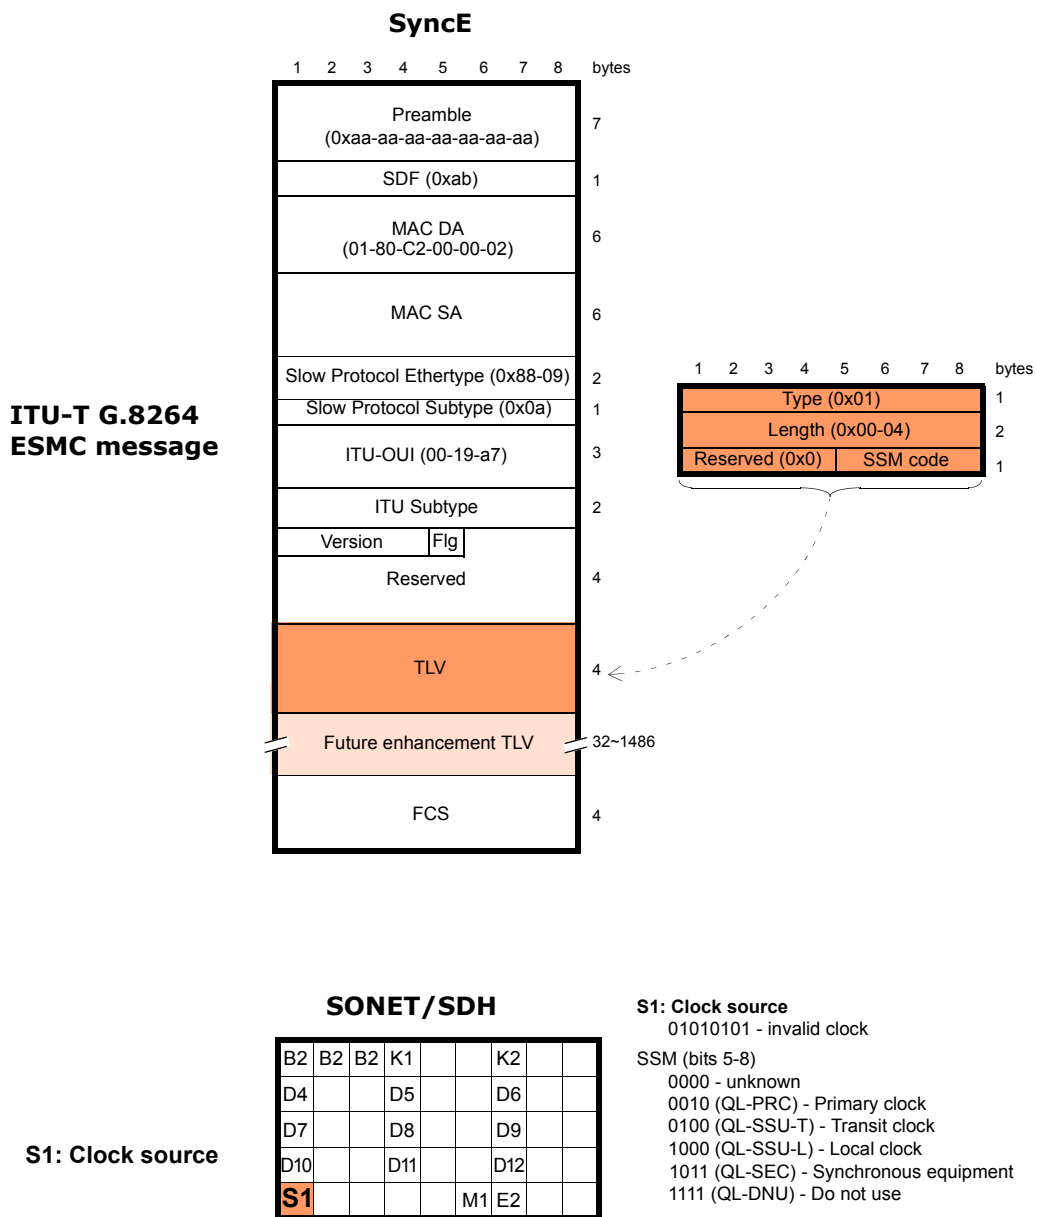 SyncE
1 2 3 4 5 6 7 8 bytes
Preamble
(0xaa-aa-aa-aa-aa-aa-aa)
7
SDF (0xab)
1
MAC DA
(01-80-C2-00-00-02)
6
MAC SA
6
Slow Protocol Ethertype (0x88-09)
2
Slow Protocol Subtype (0x0a)
1
ITU-T G.8264
ESMC message
ITU-OUI (00-19-a7)
3
ITU Subtype
2
Version Flg
Reserved
4
TLV
4
Future enhancement TLV
32~1486
FCS
4
1 2 3 4 5 6 7 8 bytes
Type (0x01)
1
Length (0x00-04)
2
Reserved (0x0) SSM code
1
SONET/SDH
B2 B2 B2 K1 K2
D4 D5 D6
D7 D8 D9
D10 D11 D12
S1 M1 E2
S1: Clock source
S1: Clock source
01010101 - invalid clock
SSM (bits 5-8)
0000 - unknown
0010 (QL-PRC) - Primary clock
0100 (QL-SSU-T) - Transit clock
1000 (QL-SSU-L) - Local clock
1011 (QL-SEC) - Synchronous equipment
1111 (QL-DNU) - Do not use